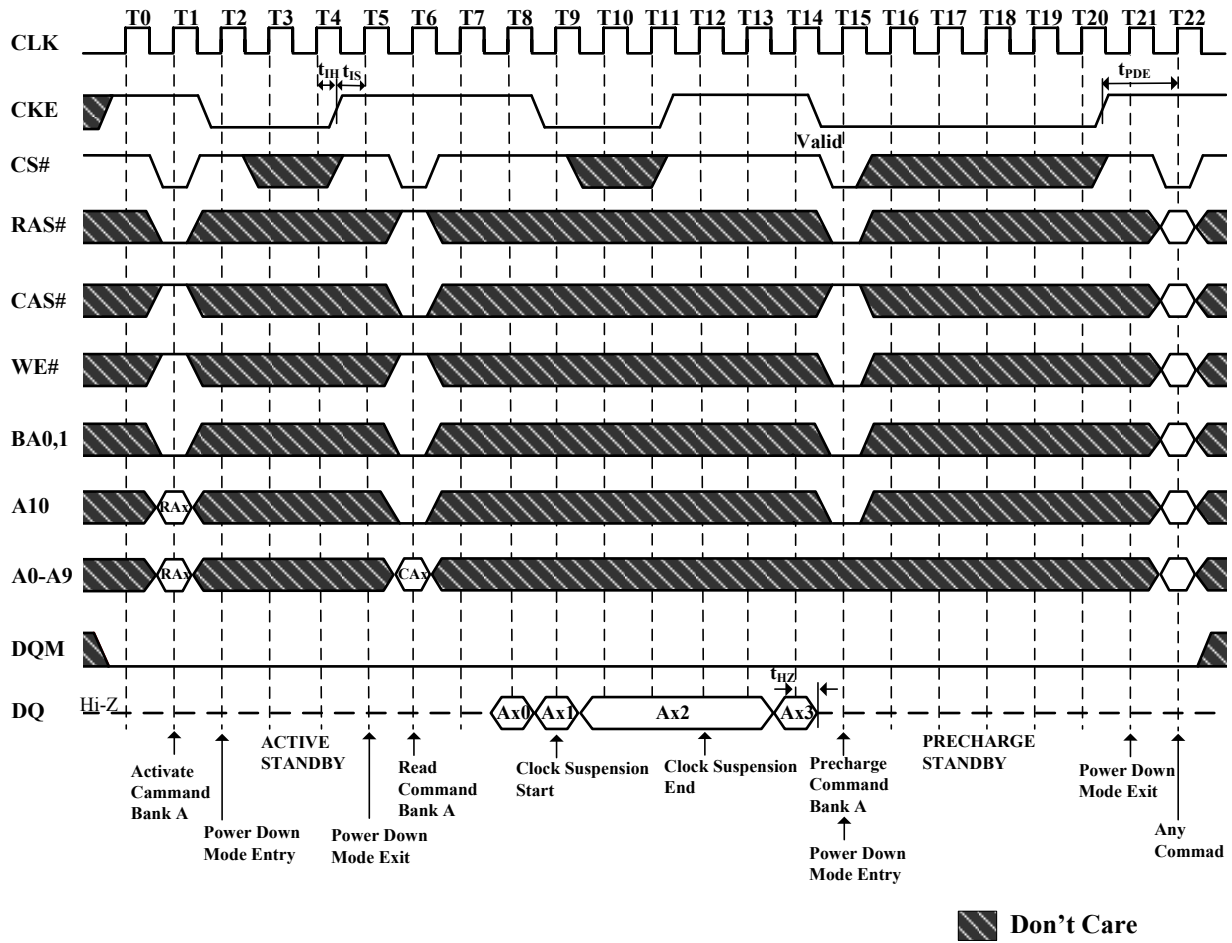 T0 T1 T2 T3 T4 T5 T6 T7 T8 T9 T10 T11 T12 T13 T14 T15 T16 T17 T18 T19 T20 T21 T22
CLK
tIH tIS tPDE
CKE
Valid
CS#
RAS#
CAS#
WE#
BA0,1
A10 RAx
A0-A9 RAx CAx
DQM
tHZ
DQ Hi-Z Ax0 Ax1 Ax2 Ax3
Activate
Cammand
Bank A
Power Down
Mode Entry
ACTIVE
STANDBY
Power Down
Mode Exit
Read
Command
Bank A
Clock Suspension
Start
Clock Suspension
End
Precharge
Command
Bank A
Power Down
Mode Entry
PRECHARGE
STANDBY
Power Down
Mode Exit
Any
Commad
Don't Care